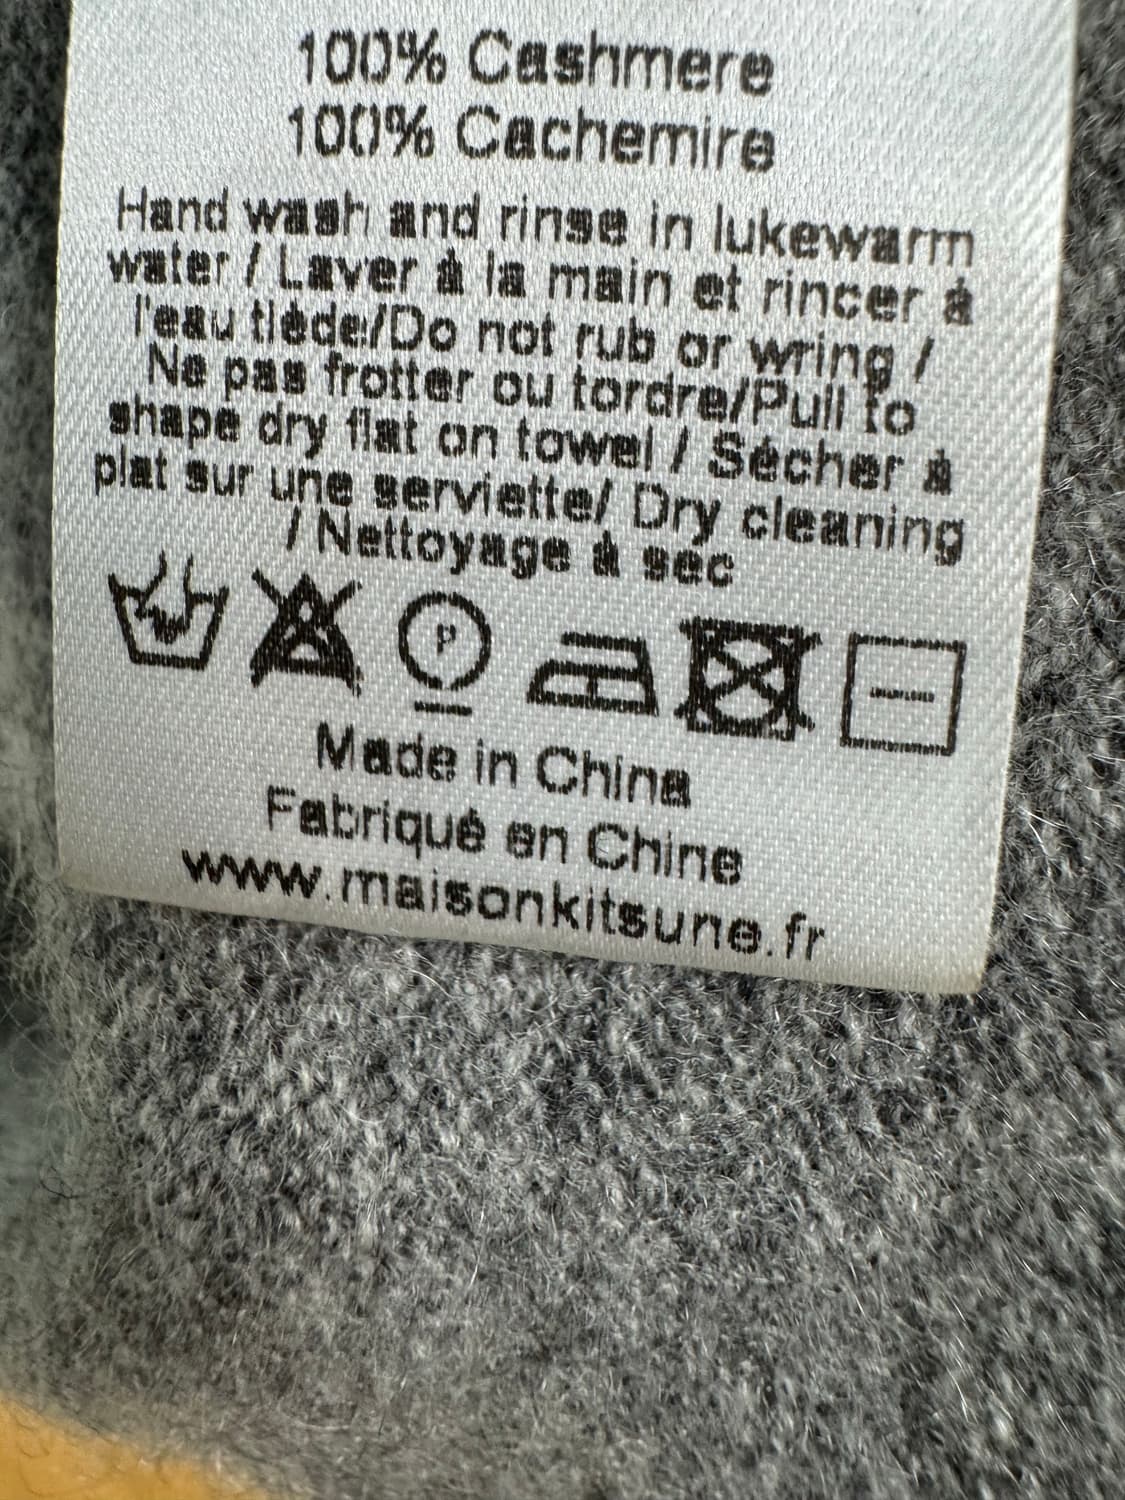 100% Cashmere
100% Cachemire
Hand wash and rinse in lukewarm
water / Laver à la main et rincer à
l'eau tiède/Do not rub or wring /
Ne pas frotter ou tordre/Pull to
shape dry flat on towel / Sécher à
plat sur une serviette/ Dry cleaning
/ Nettoyage à sec
P
Made in China
Fabriqué en Chine
www.maisonkitsune.fr